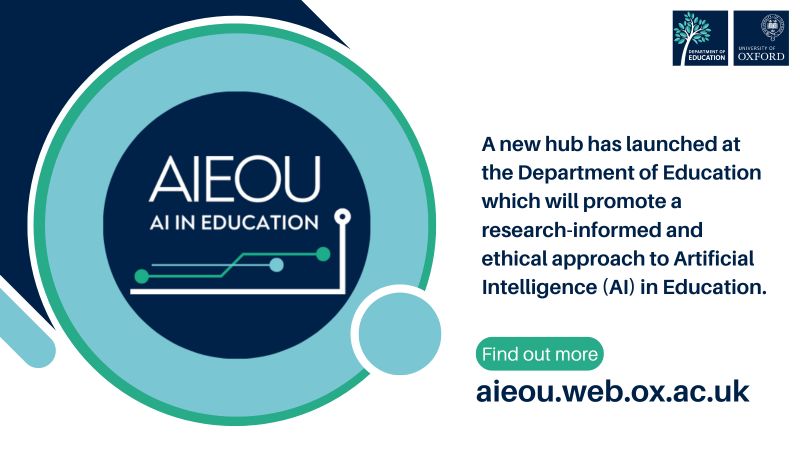 DEPARTMENT OF
EDUCATION
UNIVERSITY OF
OXFORD
AIEOU
AI IN EDUCATION
A new hub has launched at
the Department of Education
which will promote a
research-informed and
ethical approach to Artificial
Intelligence (AI) in Education.
Find out more
aieou.web.ox.ac.uk